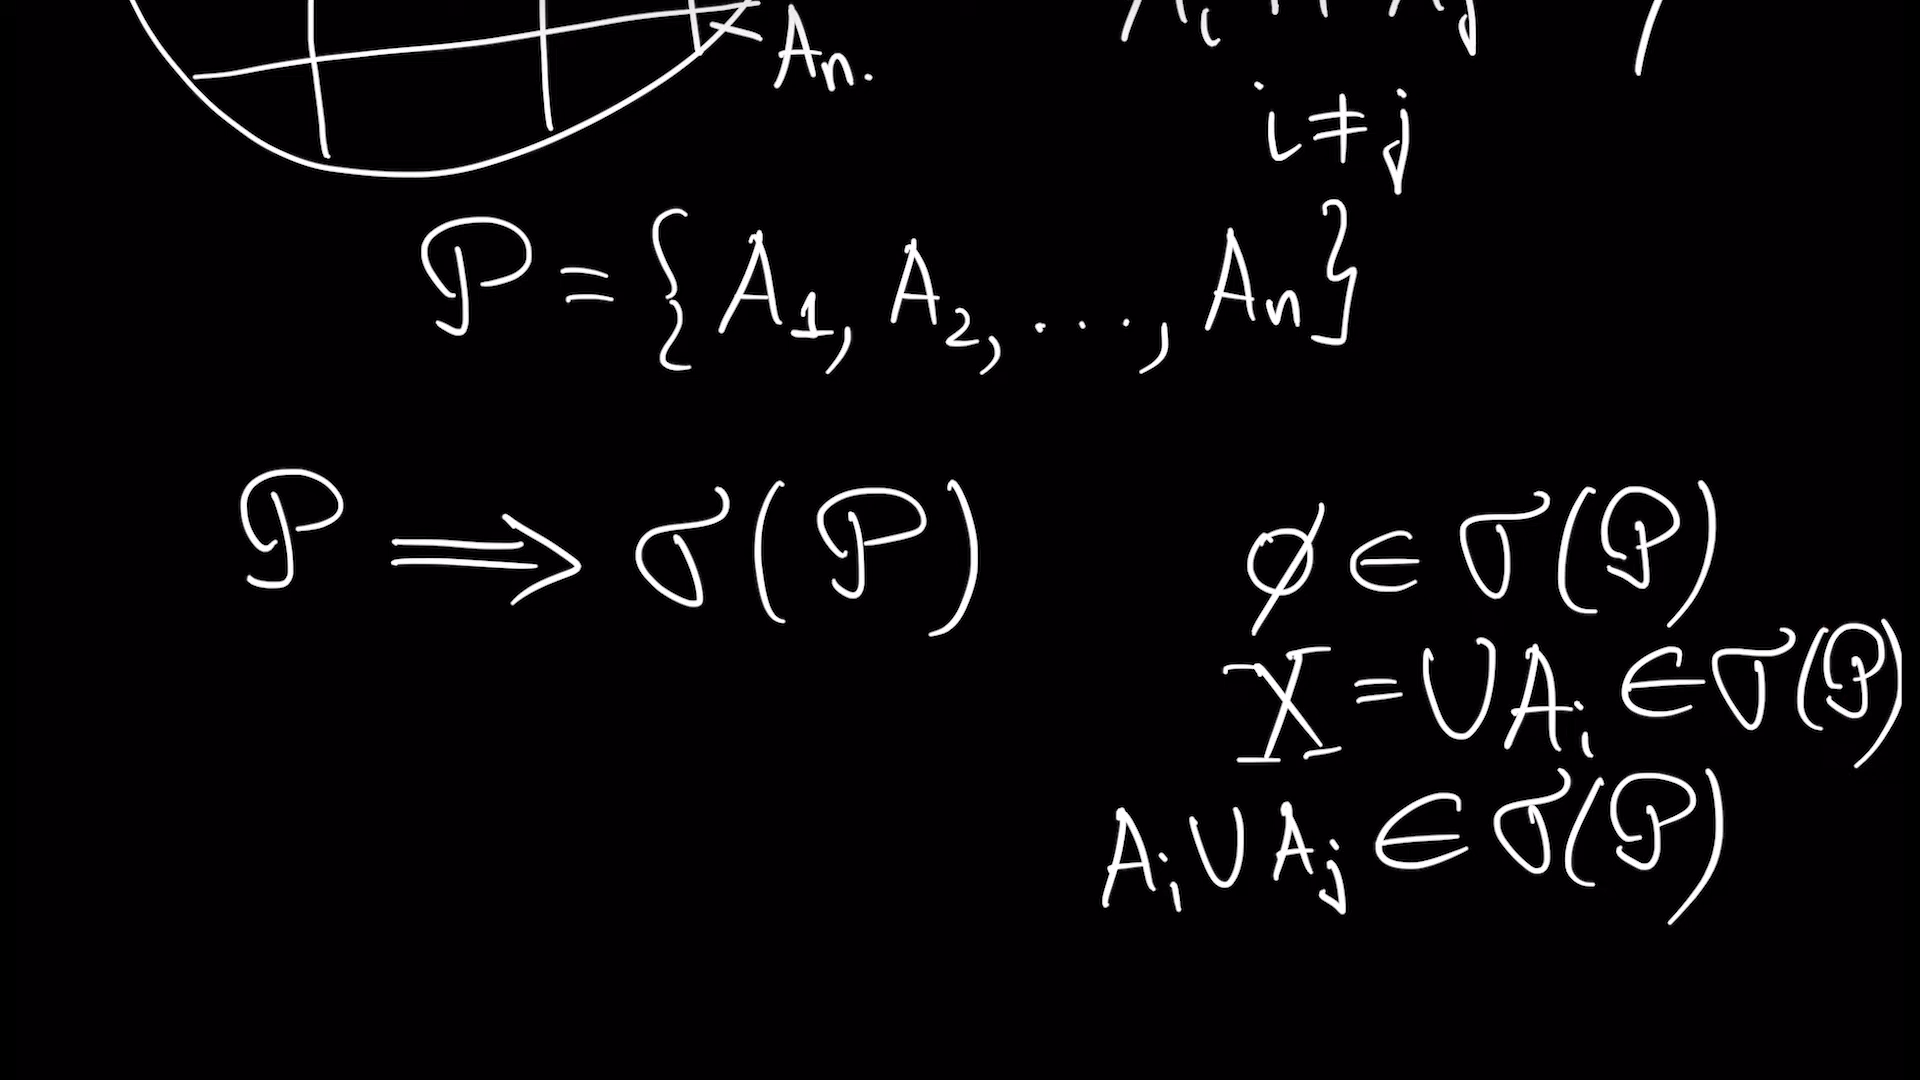 Aₙ.
i ≠ j
𝒫 = { A₁, A₂, ..., Aₙ }
𝒫 ⟹ σ(𝒫)
∅ ∈ σ(𝒫)
X = ∪Aᵢ ∈ σ(𝒫)
Aᵢ ∪ Aⱼ ∈ σ(𝒫)